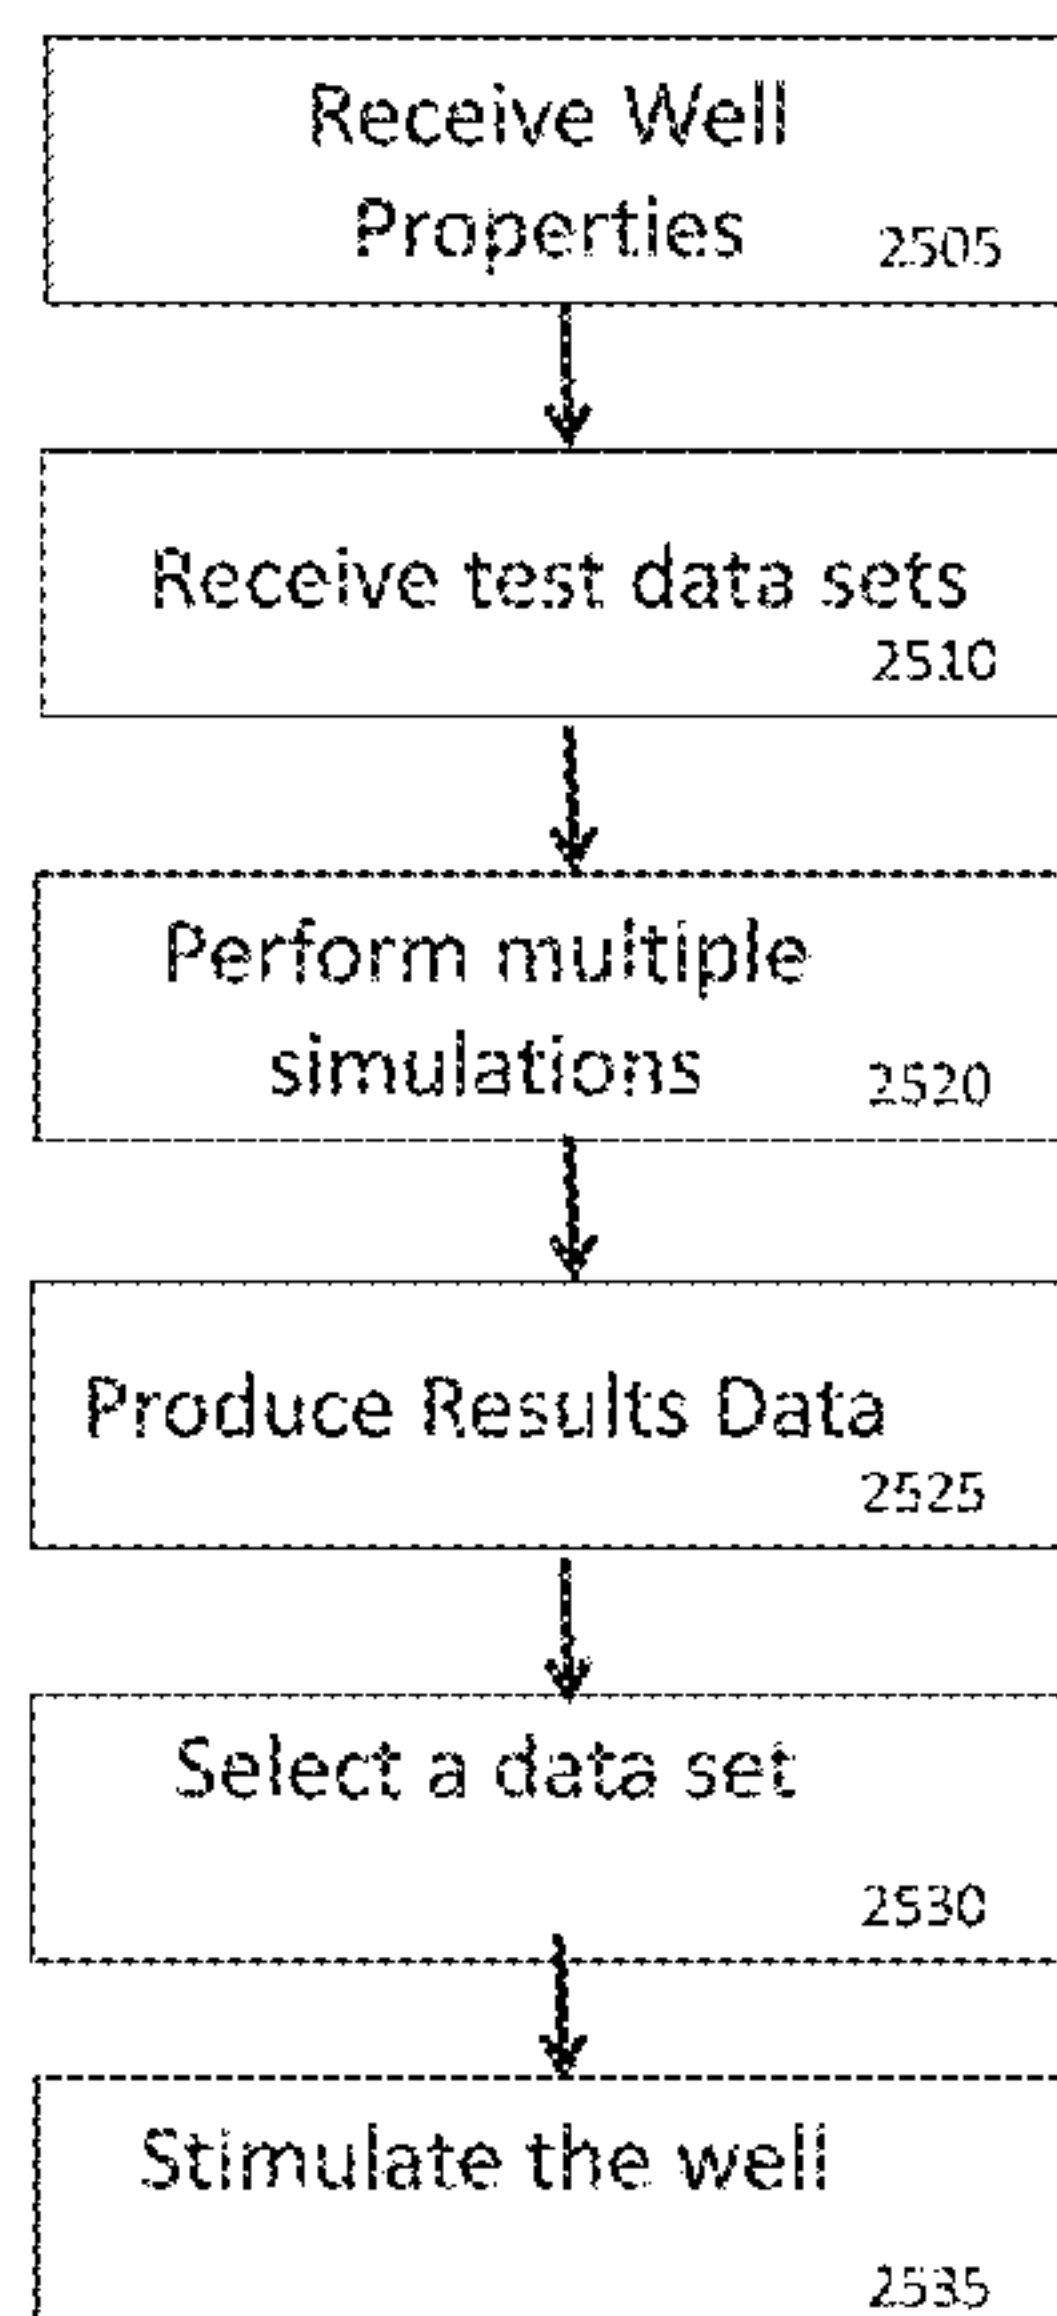 Receive Well
Properties
2505
Receive test data sets
2510
Perform multiple
simulations
2520
Produce Results Data
2525
Select a data set
2530
Stimulate the well
2535